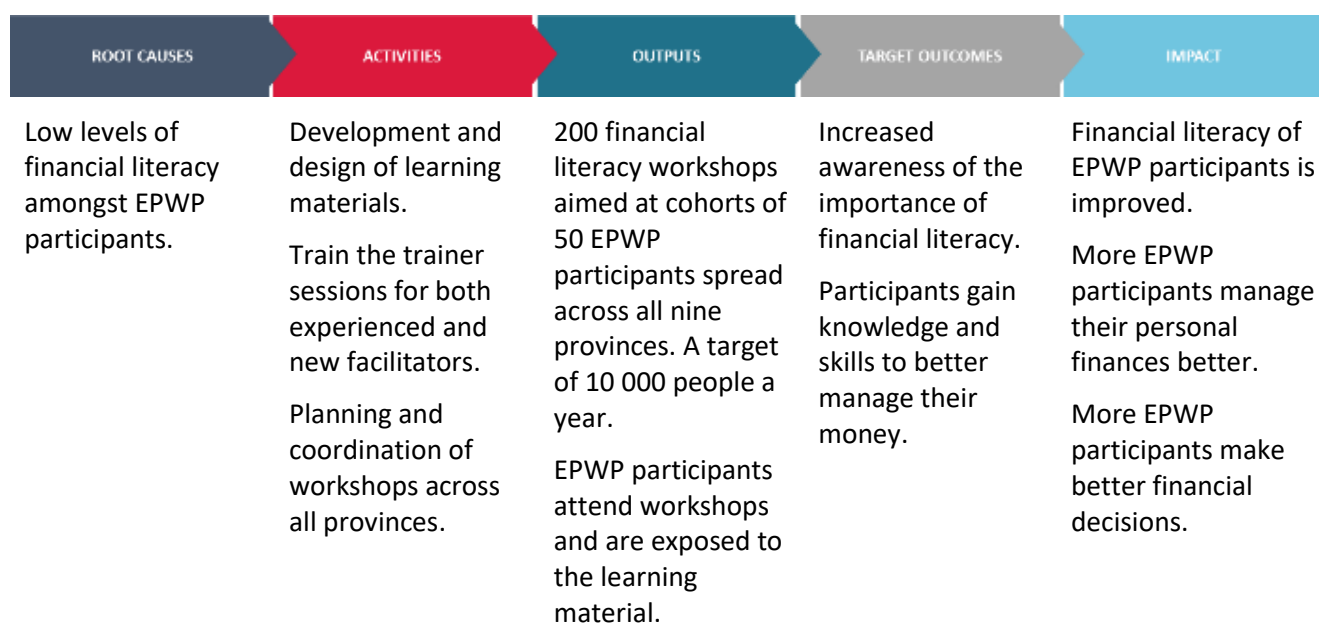 ROOT CAUSES
ACTIVITIES
OUTPUTS
TARGET OUTCOMES
IMPACT
Low levels of
financial literacy
amongst EPWP
participants.
Development and
design of learning
materials.
Train the trainer
sessions for both
experienced and
new facilitators.
Planning and
coordination of
workshops across
all provinces.
200 financial
literacy workshops
aimed at cohorts of
50 EPWP
participants spread
across all nine
provinces. A target
of 10 000 people a
year.
EPWP participants
attend workshops
and are exposed to
the learning
material.
Increased
awareness of the
importance of
financial literacy.
Participants gain
knowledge and
skills to better
manage their
money.
Financial literacy of
EPWP participants is
improved.
More EPWP
participants manage
their personal
finances better.
More EPWP
participants make
better financial
decisions.